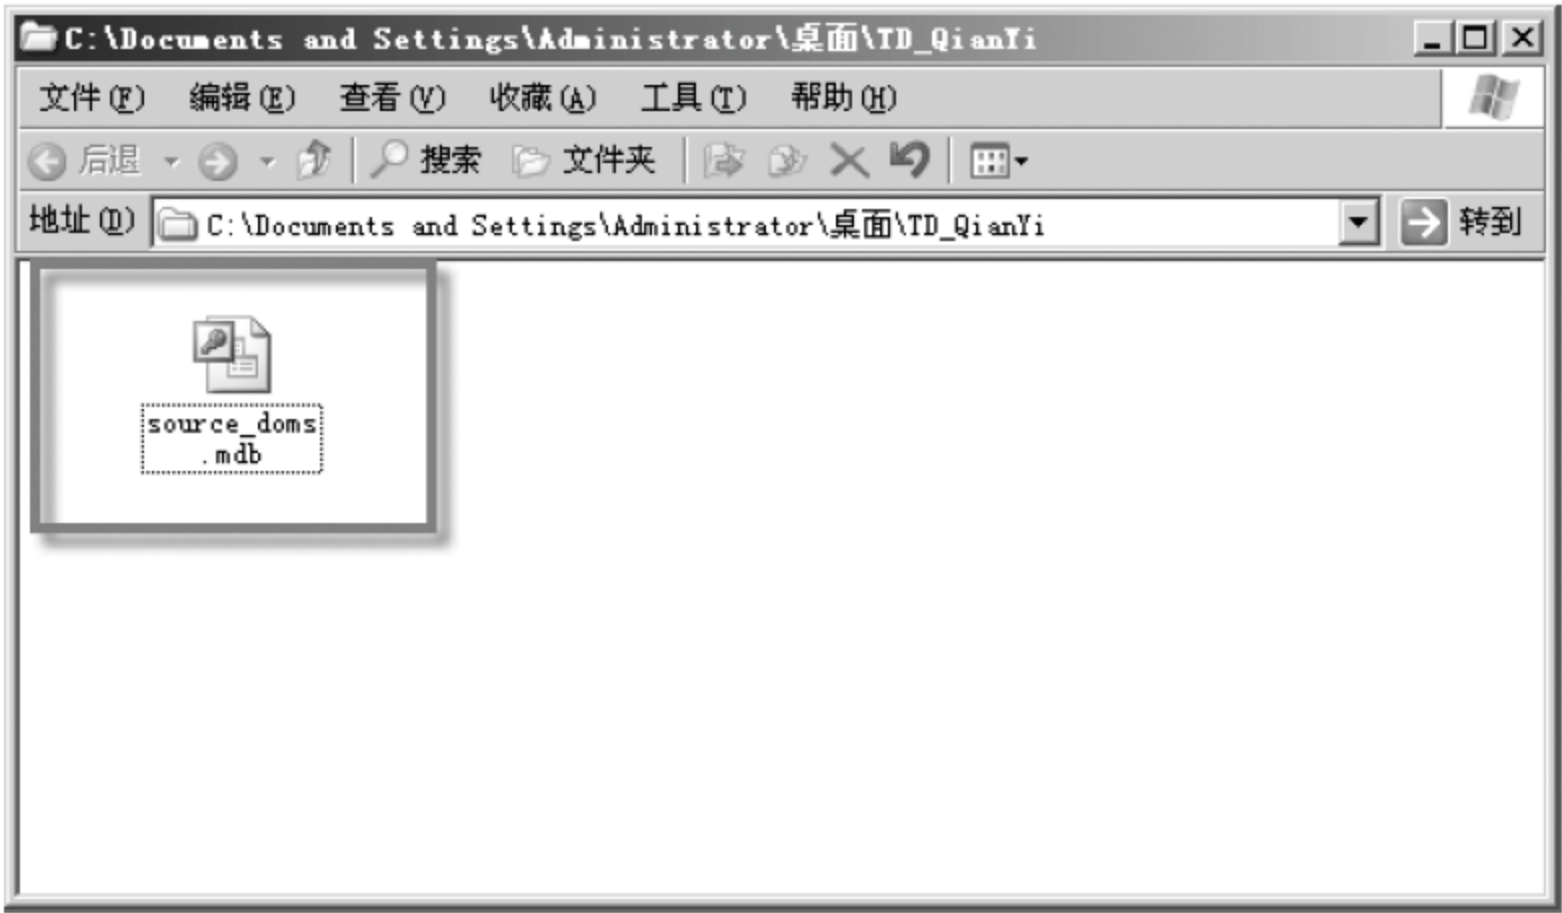 C:\Documents and Settings\Administrator\桌面\TD_QianYi
文件(F) 编辑(E) 查看(V) 收藏(A) 工具(T) 帮助(H)
后退 搜索 文件夹
地址(D) C:\Documents and Settings\Administrator\桌面\TD_QianYi 转到
source_doms
.mdb